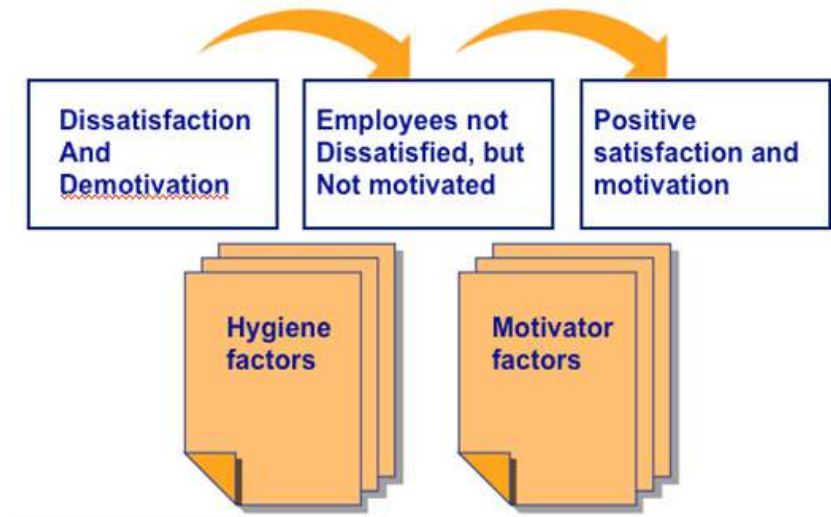 Dissatisfaction
And
Demotivation
Employees not
Dissatisfied, but
Not motivated
Positive
satisfaction and
motivation
Hygiene
factors
Motivator
factors